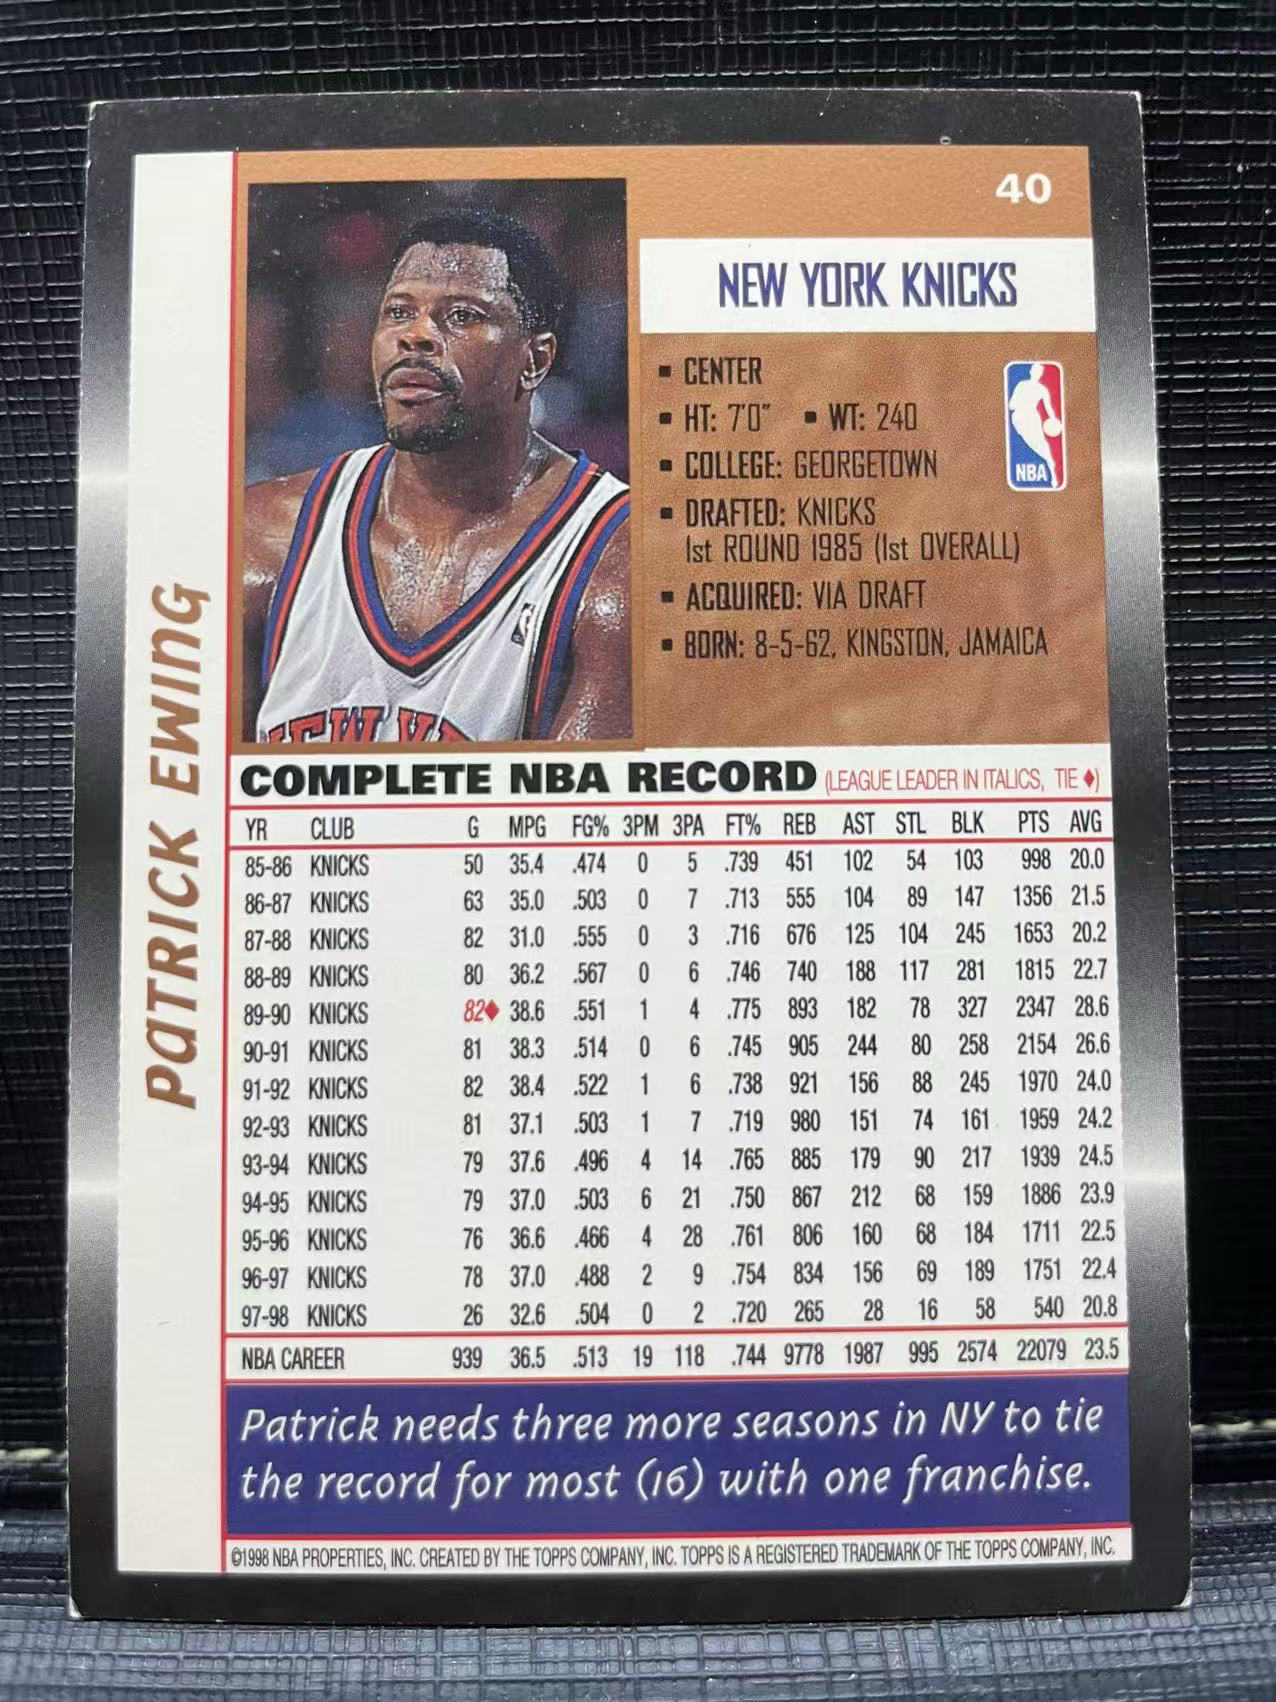 40
NEW YORK KNICKS
▪ CENTER
▪ HT: 7'0" ▪ WT: 240
▪ COLLEGE: GEORGETOWN
▪ DRAFTED: KNICKS
1st ROUND 1985 (1st OVERALL)
▪ ACQUIRED: VIA DRAFT
▪ BORN: 8-5-62, KINGSTON, JAMAICA
NBA
NEW Y
PATRICK EWING
COMPLETE NBA RECORD (LEAGUE LEADER IN ITALICS, TIE ♦)
YR CLUB G MPG FG% 3PM 3PA FT% REB AST STL BLK PTS AVG
85-86 KNICKS 50 35.4 .474 0 5 .739 451 102 54 103 998 20.0
86-87 KNICKS 63 35.0 .503 0 7 .713 555 104 89 147 1356 21.5
87-88 KNICKS 82 31.0 .555 0 3 .716 676 125 104 245 1653 20.2
88-89 KNICKS 80 36.2 .567 0 6 .746 740 188 117 281 1815 22.7
89-90 KNICKS 82♦ 38.6 .551 1 4 .775 893 182 78 327 2347 28.6
90-91 KNICKS 81 38.3 .514 0 6 .745 905 244 80 258 2154 26.6
91-92 KNICKS 82 38.4 .522 1 6 .738 921 156 88 245 1970 24.0
92-93 KNICKS 81 37.1 .503 1 7 .719 980 151 74 161 1959 24.2
93-94 KNICKS 79 37.6 .496 4 14 .765 885 179 90 217 1939 24.5
94-95 KNICKS 79 37.0 .503 6 21 .750 867 212 68 159 1886 23.9
95-96 KNICKS 76 36.6 .466 4 28 .761 806 160 68 184 1711 22.5
96-97 KNICKS 78 37.0 .488 2 9 .754 834 156 69 189 1751 22.4
97-98 KNICKS 26 32.6 .504 0 2 .720 265 28 16 58 540 20.8
NBA CAREER 939 36.5 .513 19 118 .744 9778 1987 995 2574 22079 23.5
Patrick needs three more seasons in NY to tie
the record for most (16) with one franchise.
©1998 NBA PROPERTIES, INC. CREATED BY THE TOPPS COMPANY, INC. TOPPS IS A REGISTERED TRADEMARK OF THE TOPPS COMPANY, INC.